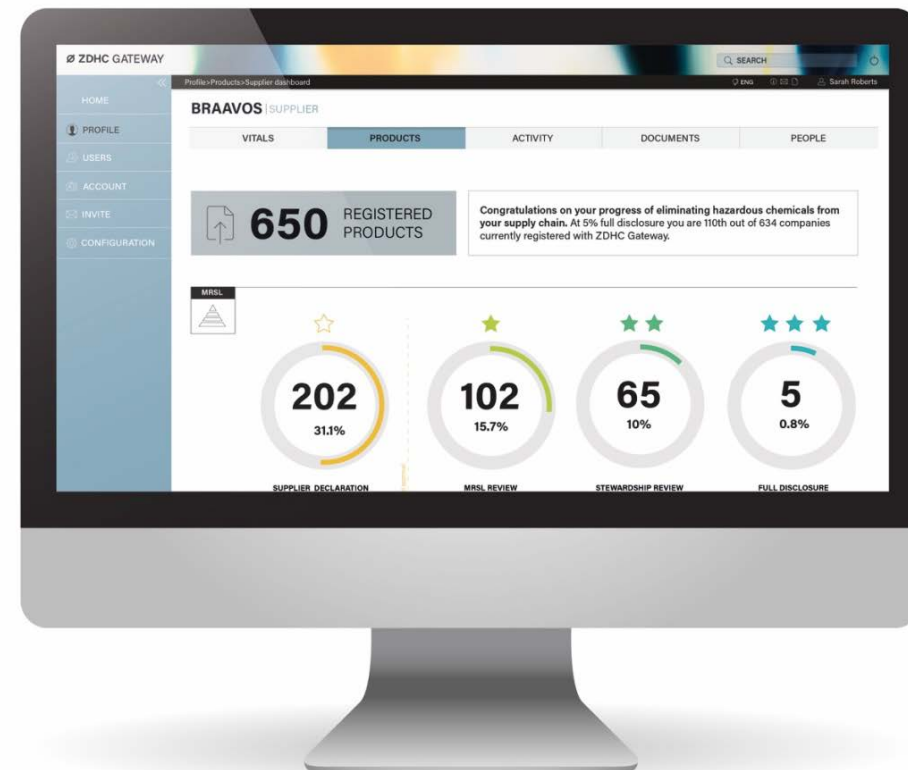 Ø ZDHC GATEWAY
SEARCH
Profile>Products>Supplier dashboard
ENG
Sarah Roberts
HOME
PROFILE
USERS
ACCOUNT
INVITE
CONFIGURATION
BRAAVOS | SUPPLIER
VITALS
PRODUCTS
ACTIVITY
DOCUMENTS
PEOPLE
650 REGISTERED
PRODUCTS
Congratulations on your progress of eliminating hazardous chemicals from
your supply chain. At 5% full disclosure you are 110th out of 634 companies
currently registered with ZDHC Gateway.
MRSL
202
31.1%
SUPPLIER DECLARATION
102
15.7%
MRSL REVIEW
65
10%
STEWARDSHIP REVIEW
5
0.8%
FULL DISCLOSURE